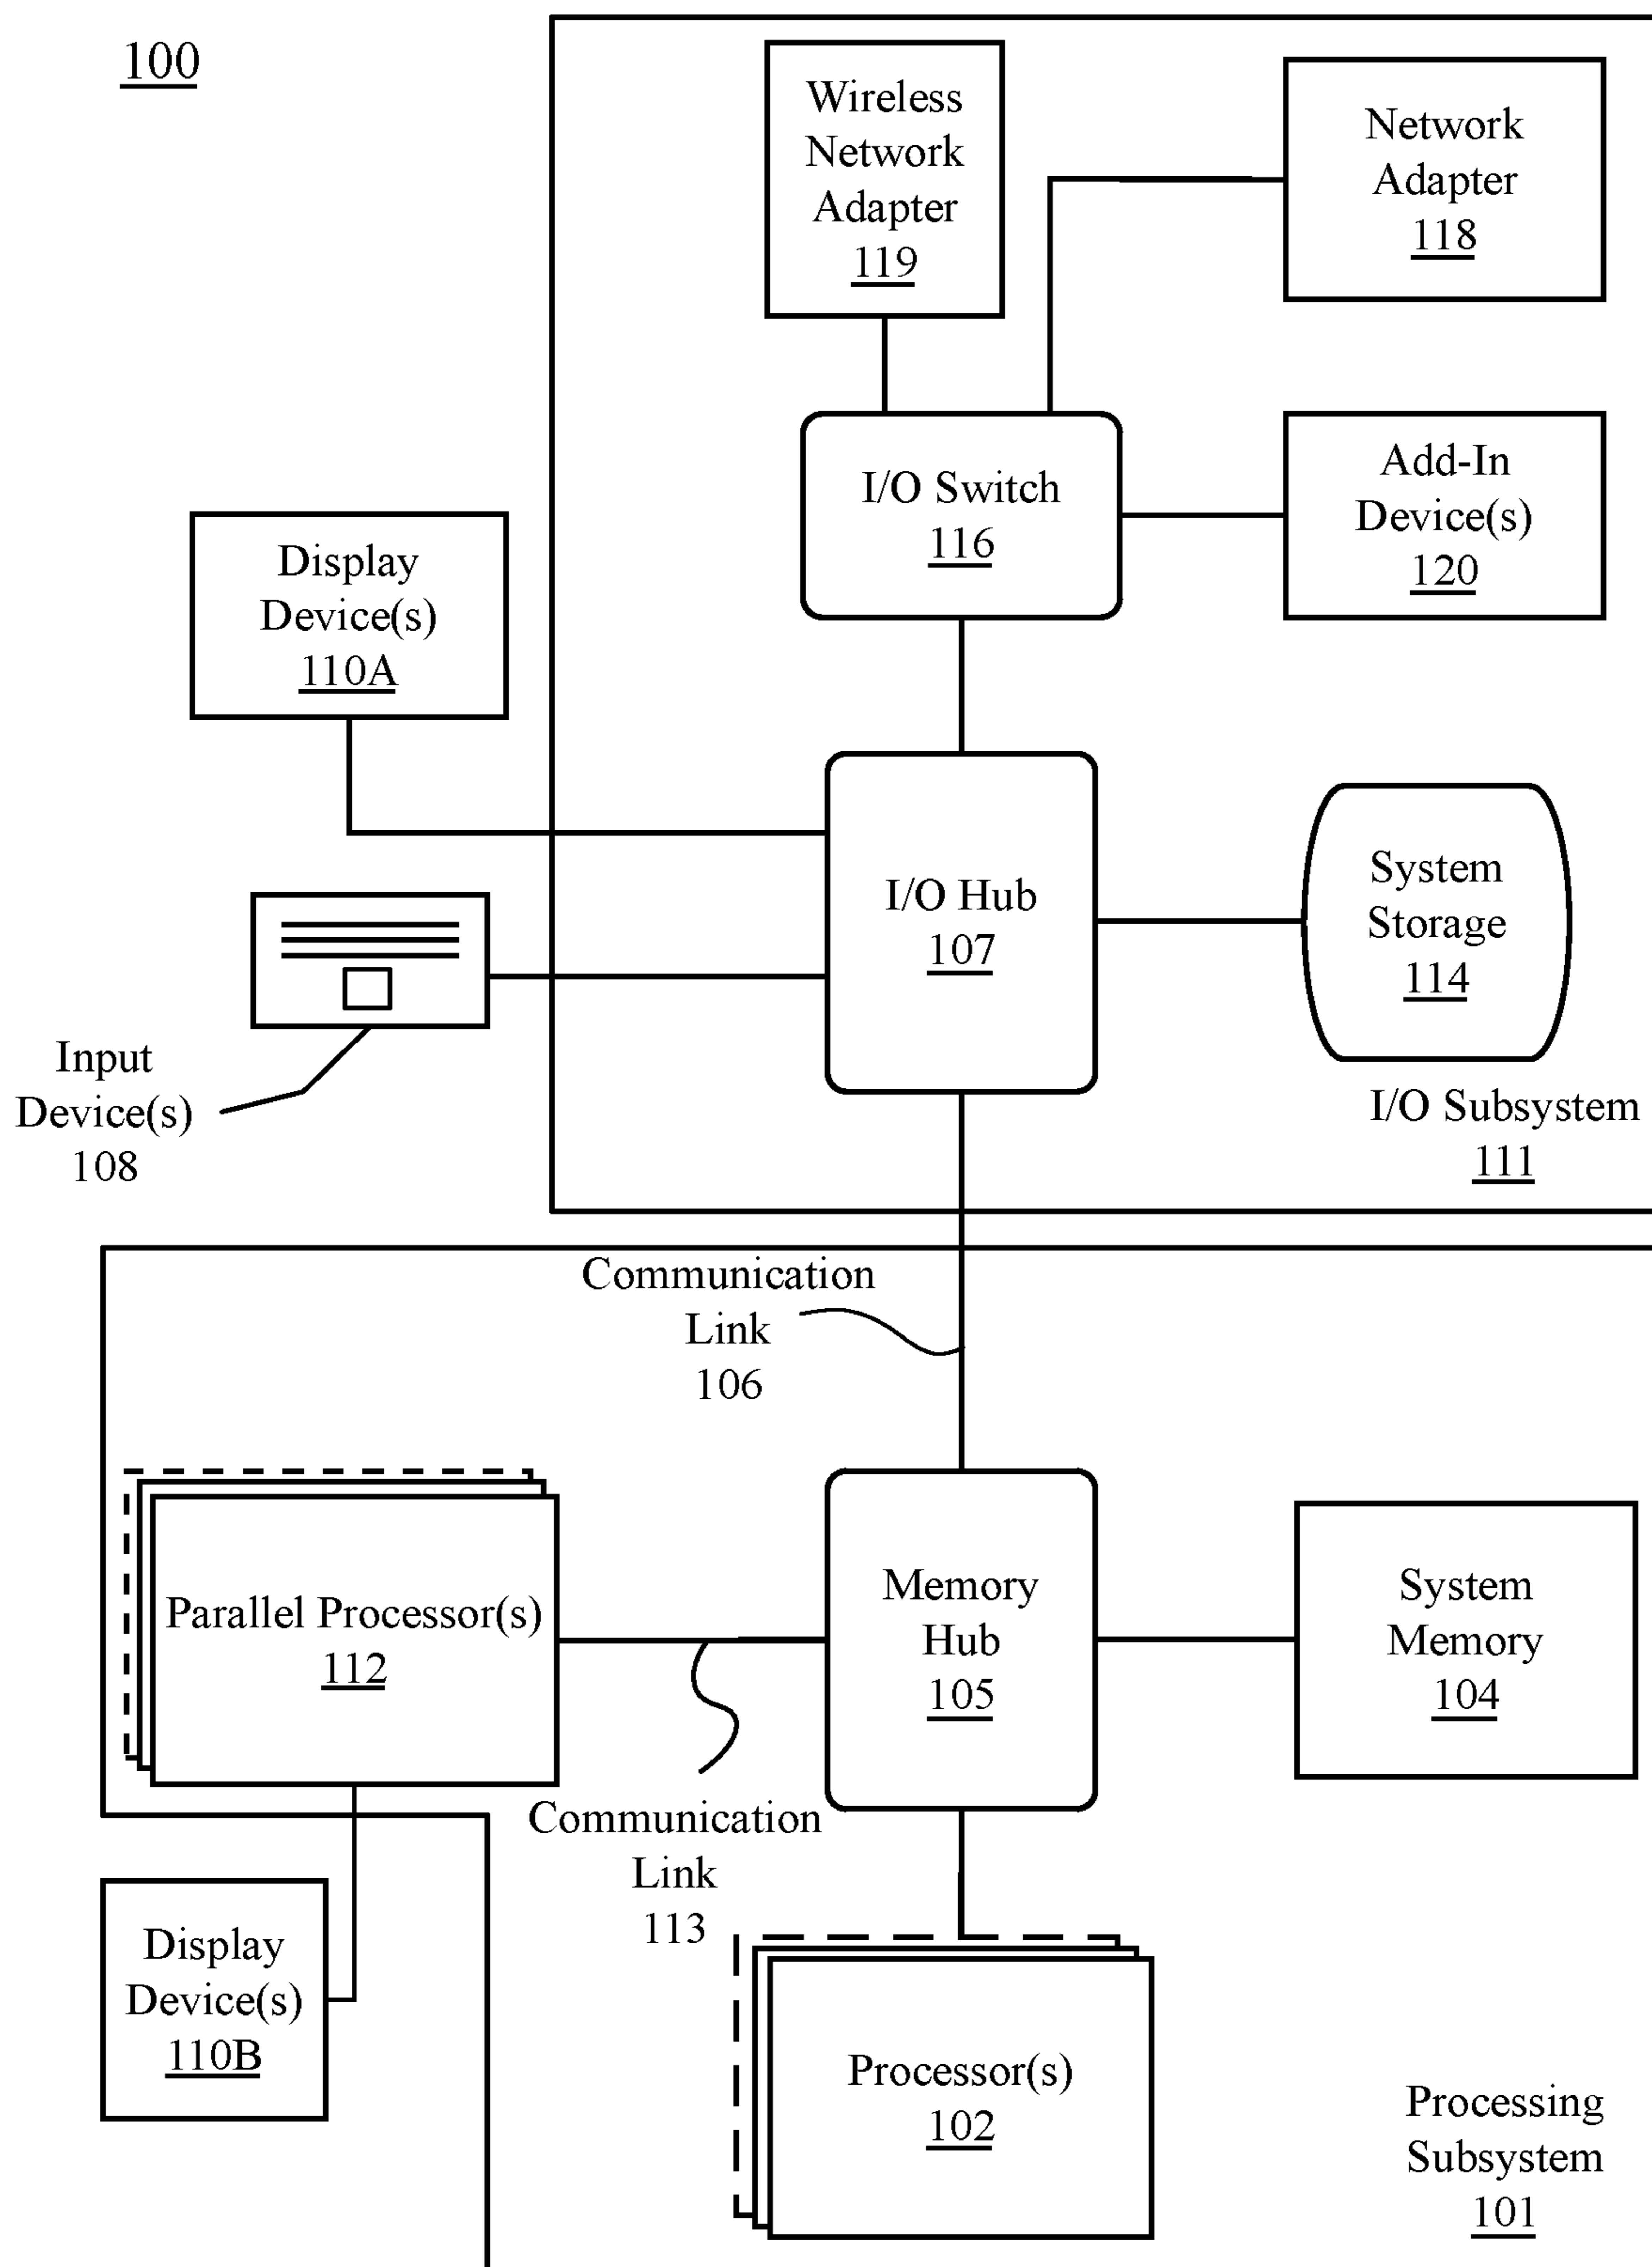 100
Wireless
Network
Adapter
119
Network
Adapter
118
I/O Switch
116
Add-In
Device(s)
120
Display
Device(s)
110A
I/O Hub
107
System
Storage
114
Input
Device(s)
108
I/O Subsystem
111
Communication
Link
106
Parallel Processor(s)
112
Memory
Hub
105
System
Memory
104
Communication
Link
113
Display
Device(s)
110B
Processor(s)
102
Processing
Subsystem
101